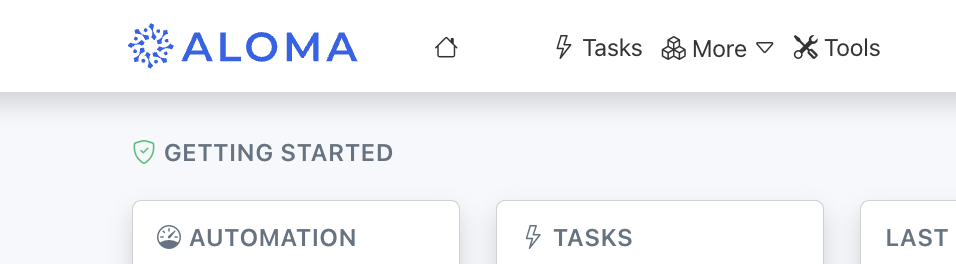 ALOMA Tasks More Tools
GETTING STARTED
AUTOMATION TASKS LAST